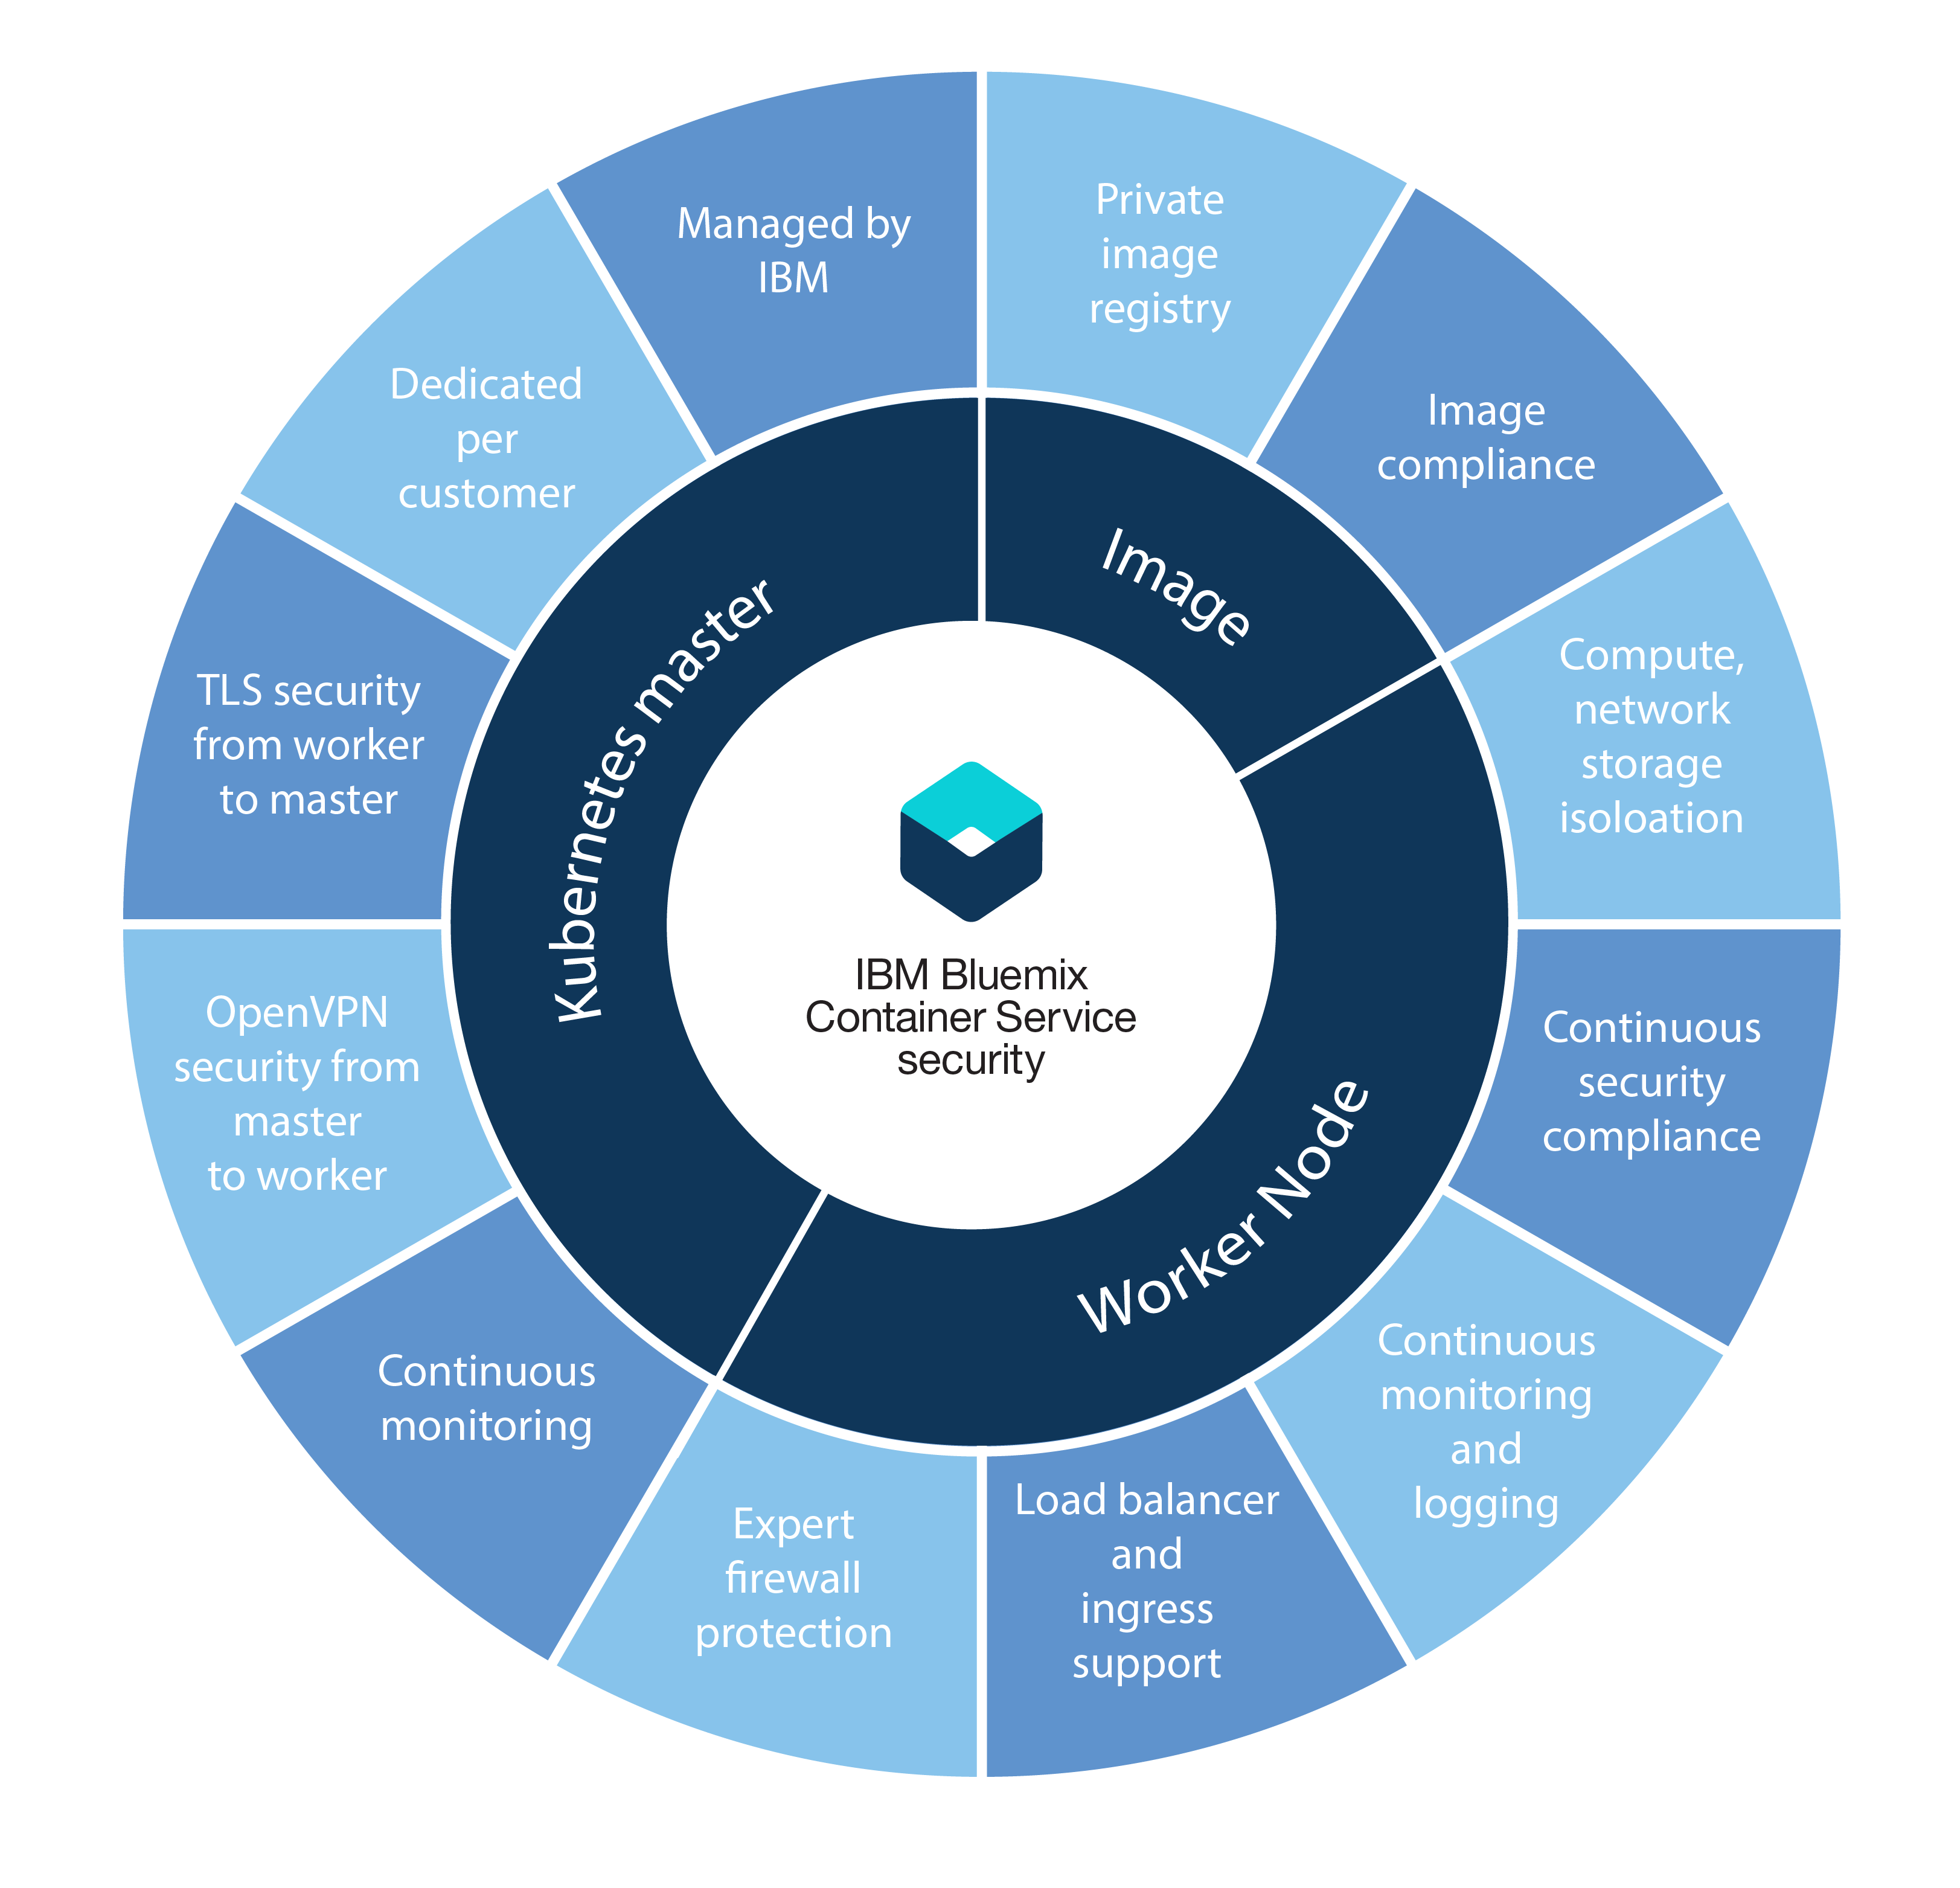 Managed by
IBM
Private
image
registry
Image
compliance
Compute,
network
storage
isoloation
Continuous
security
compliance
Continuous
monitoring
and
logging
Load balancer
and
ingress
support
Expert
firewall
protection
Continuous
monitoring
OpenVPN
security from
master
to worker
TLS security
from worker
to master
Dedicated
per
customer
Kubernetes master
Image
Worker Node
IBM Bluemix
Container Service
security